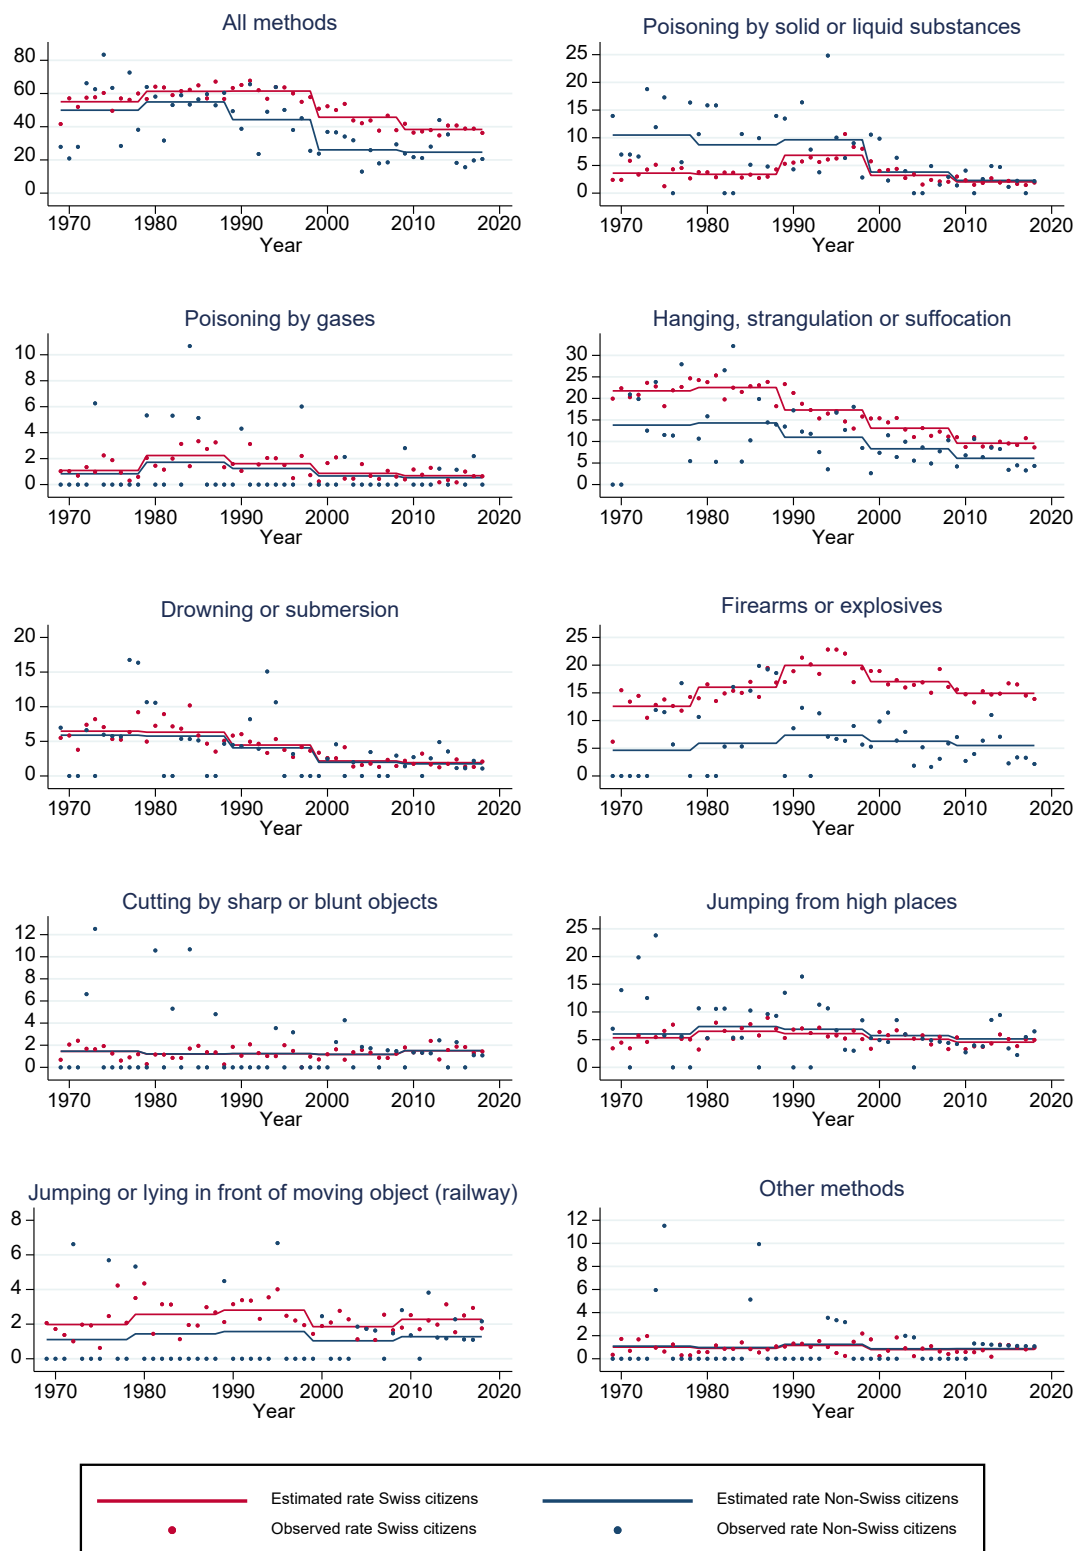 All methods
80
60
40
20
0
1970 1980 1990 2000 2010 2020
Year
Poisoning by solid or liquid substances
25
20
15
10
5
0
1970 1980 1990 2000 2010 2020
Year
Poisoning by gases
10
8
6
4
2
0
1970 1980 1990 2000 2010 2020
Year
Hanging, strangulation or suffocation
30
25
20
15
10
5
0
1970 1980 1990 2000 2010 2020
Year
Drowning or submersion
20
15
10
5
0
1970 1980 1990 2000 2010 2020
Year
Firearms or explosives
25
20
15
10
5
0
1970 1980 1990 2000 2010 2020
Year
Cutting by sharp or blunt objects
12
10
8
6
4
2
0
1970 1980 1990 2000 2010 2020
Year
Jumping from high places
25
20
15
10
5
0
1970 1980 1990 2000 2010 2020
Year
Jumping or lying in front of moving object (railway)
8
6
4
2
0
1970 1980 1990 2000 2010 2020
Year
Other methods
12
10
8
6
4
2
0
1970 1980 1990 2000 2010 2020
Year
Estimated rate Swiss citizens Estimated rate Non-Swiss citizens
Observed rate Swiss citizens Observed rate Non-Swiss citizens